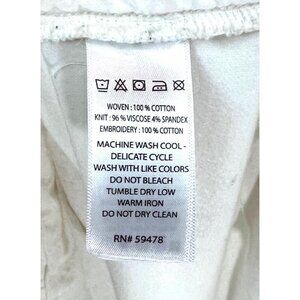 WOVEN : 100 % COTTON
KNIT : 96 % VISCOSE 4% SPANDEX
EMBROIDERY : 100 % COTTON
MACHINE WASH COOL -
DELICATE CYCLE
WASH WITH LIKE COLORS
DO NOT BLEACH
TUMBLE DRY LOW
WARM IRON
DO NOT DRY CLEAN
RN# 59478